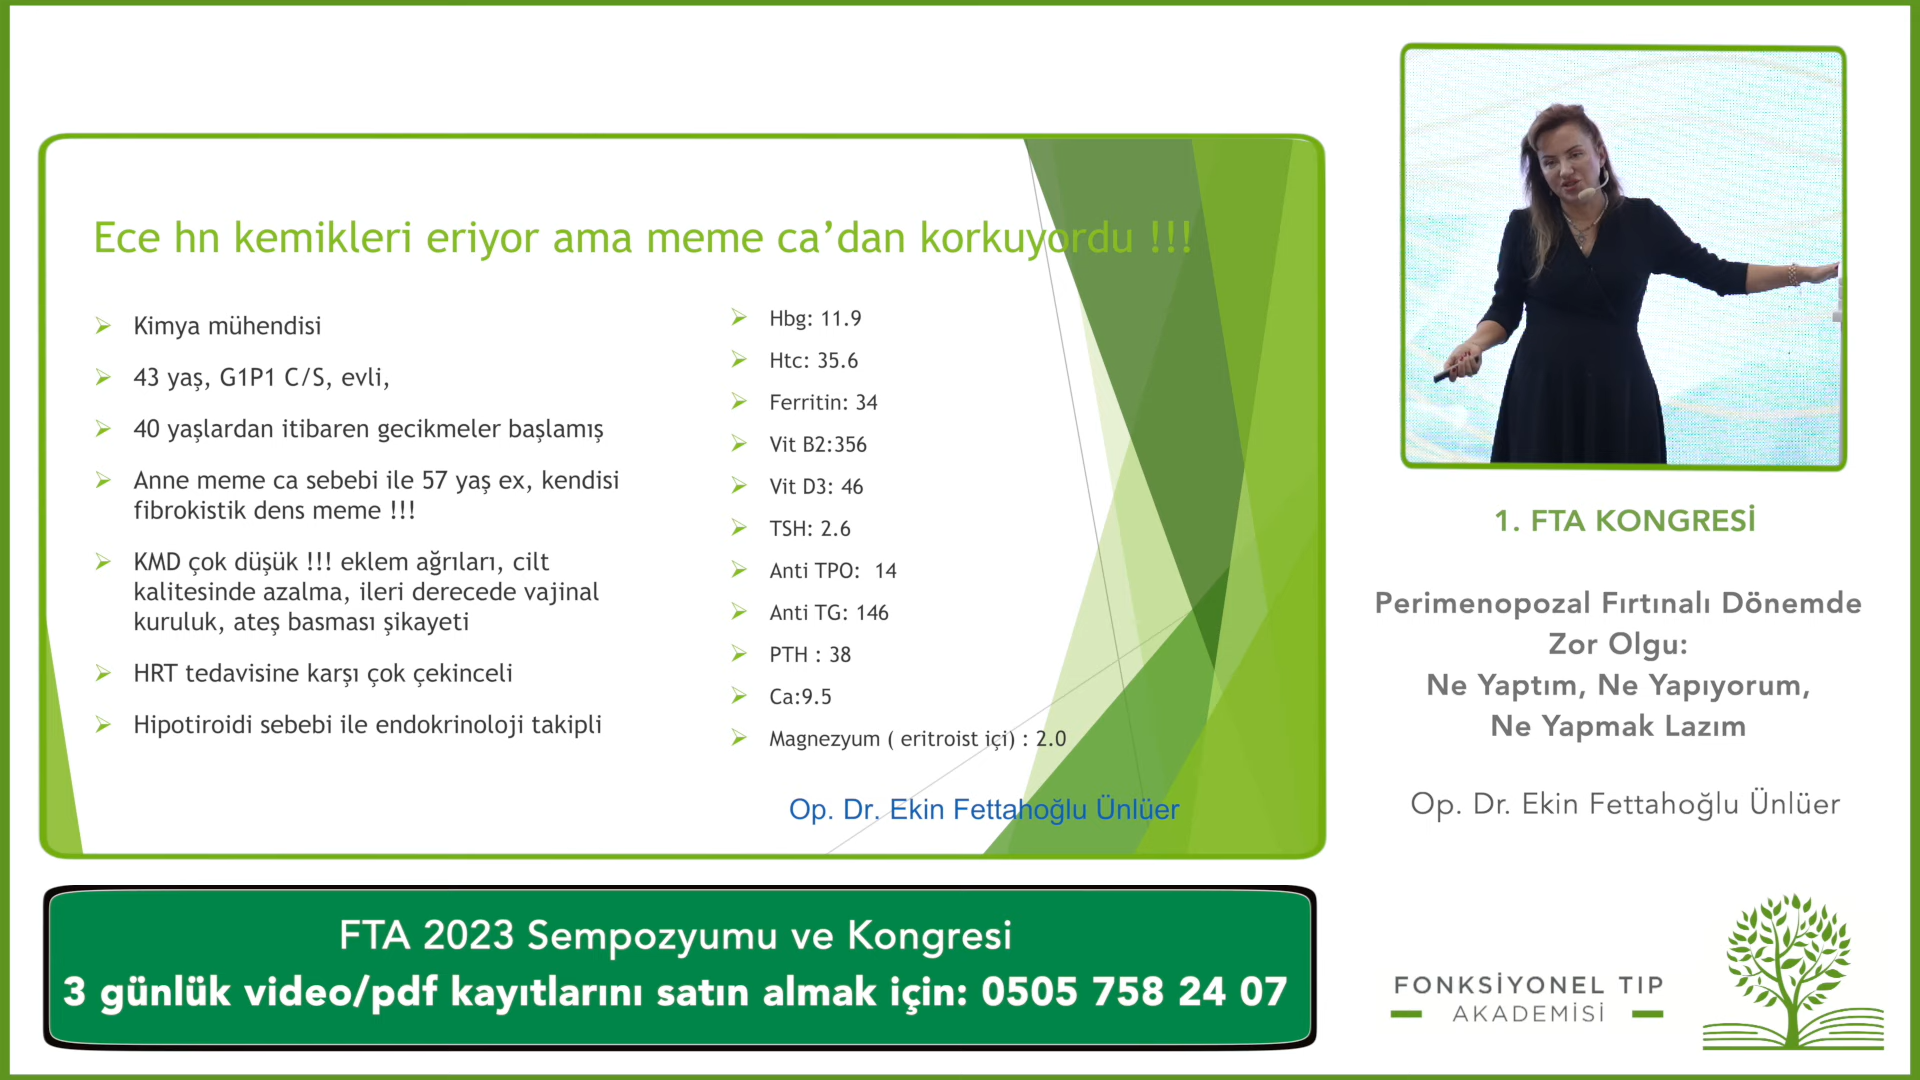 Ece hn kemikleri eriyor ama meme ca’dan korkuyordu !!!
Kimya mühendisi
43 yaş, G1P1 C/S, evli,
40 yaşlardan itibaren gecikmeler başlamış
Anne meme ca sebebi ile 57 yaş ex, kendisi
fibrokistik dens meme !!!
KMD çok düşük !!! eklem ağrıları, cilt
kalitesinde azalma, ileri derecede vajinal
kuruluk, ateş basması şikayeti
HRT tedavisine karşı çok çekinceli
Hipotiroidi sebebi ile endokrinoloji takipli
Hbg: 11.9
Htc: 35.6
Ferritin: 34
Vit B2:356
Vit D3: 46
TSH: 2.6
Anti TPO:  14
Anti TG: 146
PTH : 38
Ca:9.5
Magnezyum ( eritroist içi) : 2.0
Op. Dr. Ekin Fettahoğlu Ünlüer
1. FTA KONGRESİ
Perimenopozal Fırtınalı Dönemde
Zor Olgu:
Ne Yaptım, Ne Yapıyorum,
Ne Yapmak Lazım
Op. Dr. Ekin Fettahoğlu Ünlüer
FTA 2023 Sempozyumu ve Kongresi
3 günlük video/pdf kayıtlarını satın almak için: 0505 758 24 07
FONKSİYONEL TIP
AKADEMİSİ